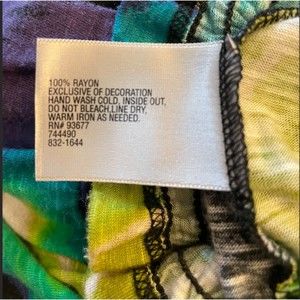 100% RAYON
EXCLUSIVE OF DECORATION
HAND WASH COLD, INSIDE OUT,
DO NOT BLEACH.LINE DRY,
WARM IRON AS NEEDED.
RN# 93677
744490
832-1644